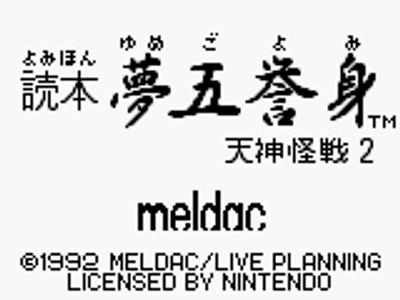 ゆめ ご よ み
よみほん
読本 夢五誉身 TM
天神怪戦2
meldac
©1992 MELDAC/LIVE PLANNING
LICENSED BY NINTENDO